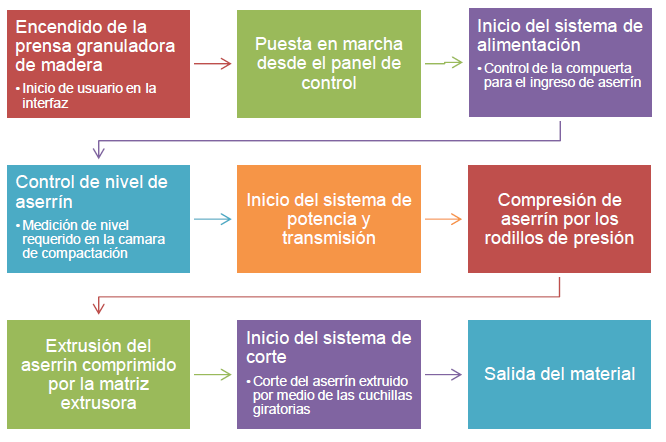 Encendido de la
prensa granuladora
de madera
• Inicio de usuario en la
interfaz
Puesta en marcha
desde el panel de
control
Inicio del sistema de
alimentación
• Control de la compuerta
para el ingreso de aserrín
Control de nivel de
aserrín
• Medición de nivel
requerido en la camara
de compactación
Inicio del sistema de
potencia y
transmisión
Compresión de
aserrín por los
rodillos de presión
Extrusión del
aserrin comprimido
por la matriz
extrusora
Inicio del sistema de
corte
• Corte del aserrín extruido
por medio de las cuchillas
giratorias
Salida del material